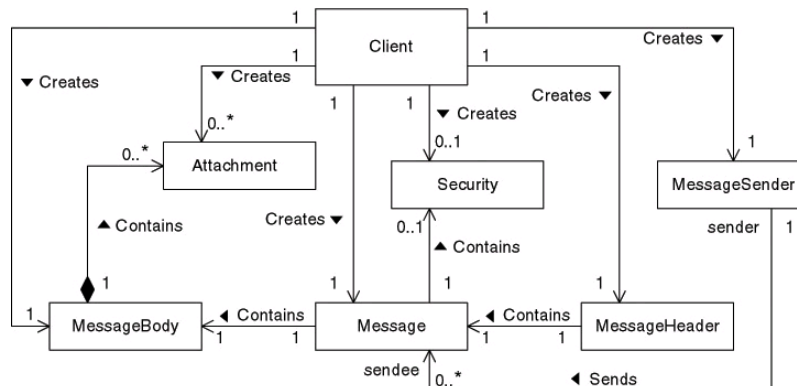 1 Client 1
Creates ▼
1 1
▼ Creates ▼ Creates
1 1
Creates ▼
▼ Creates
0..* 0..1 1
0..*
Attachment Security MessageSender
▲ Contains Creates ▼ 0..1 sender 1
▲ Contains
1 1 1 1
1 ◀ Contains ◀ Contains
MessageBody Message MessageHeader
1 1 1 1
sendee 0..* ◀ Sends